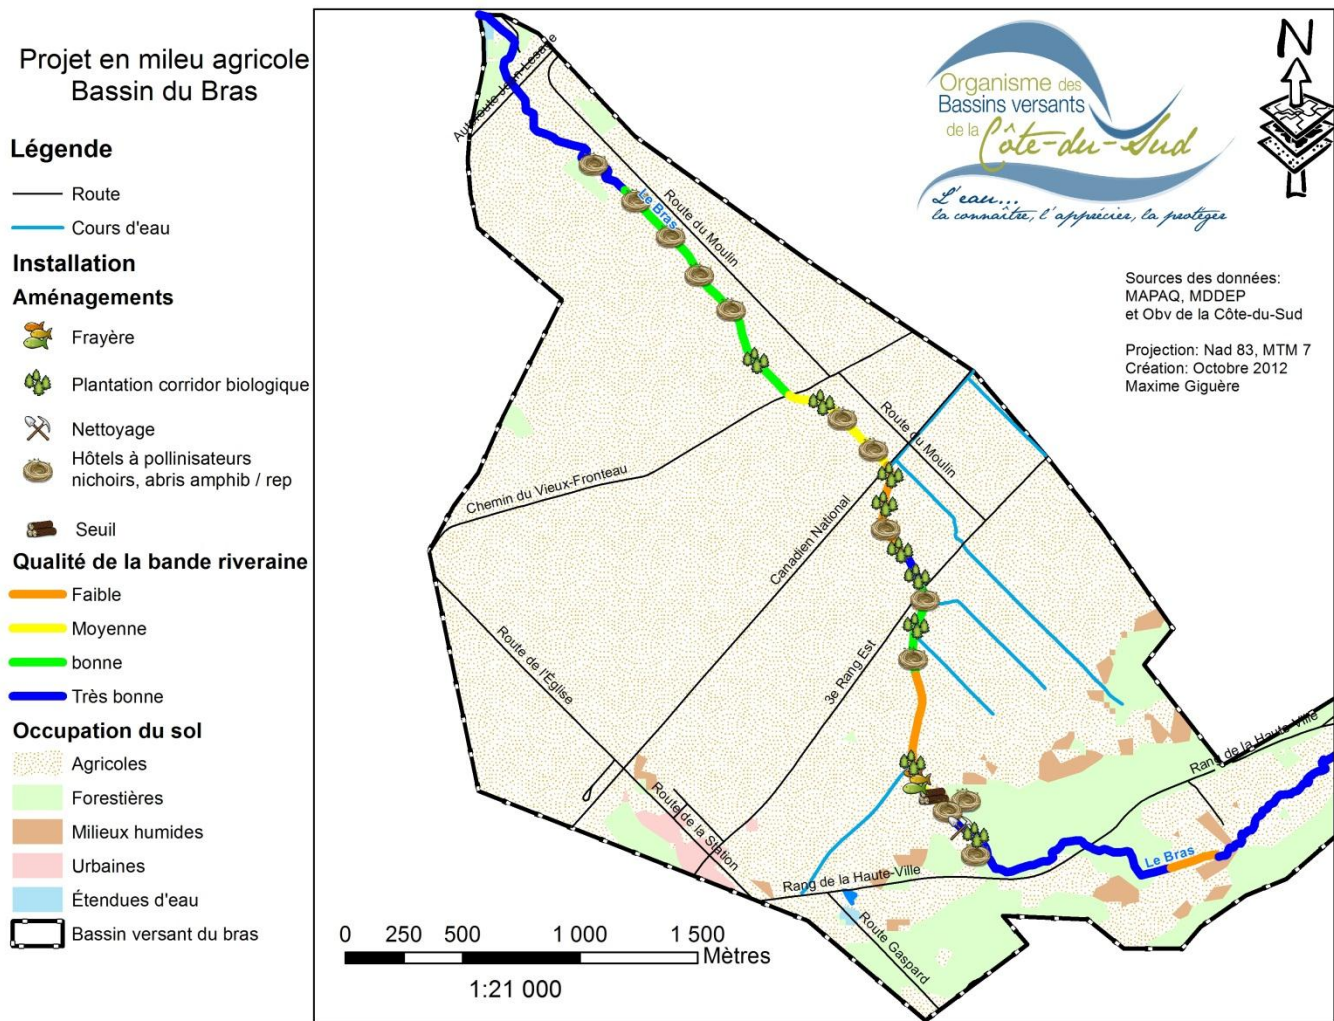 Projet en mileu agricole
Bassin du Bras
Légende
Route
Cours d'eau
Installation
Aménagements
Frayère
Plantation corridor biologique
Nettoyage
Hôtels à pollinisateurs
nichoirs, abris amphib / rep
Seuil
Qualité de la bande riveraine
Faible
Moyenne
bonne
Très bonne
Occupation du sol
Agricoles
Forestières
Milieux humides
Urbaines
Étendues d'eau
Bassin versant du bras
Organisme des
Bassins versants
de la Côte-du-Sud
L'eau...
la connaître, l'apprécier, la protéger
N
Sources des données:
MAPAQ, MDDEP
et Obv de la Côte-du-Sud
Projection: Nad 83, MTM 7
Création: Octobre 2012
Maxime Giguère
Autoroute Jean-Lesage
Le Bras
Route du Moulin
Route du Moulin
Chemin du Vieux-Fronteau
Canadien National
3e Rang Est
Route de l'Église
Route de la Station
Rang de la Haute-Ville
Rang de la Haute-Ville
Le Bras
Route Gaspard
0 250 500 1 000 1 500
Mètres
1:21 000